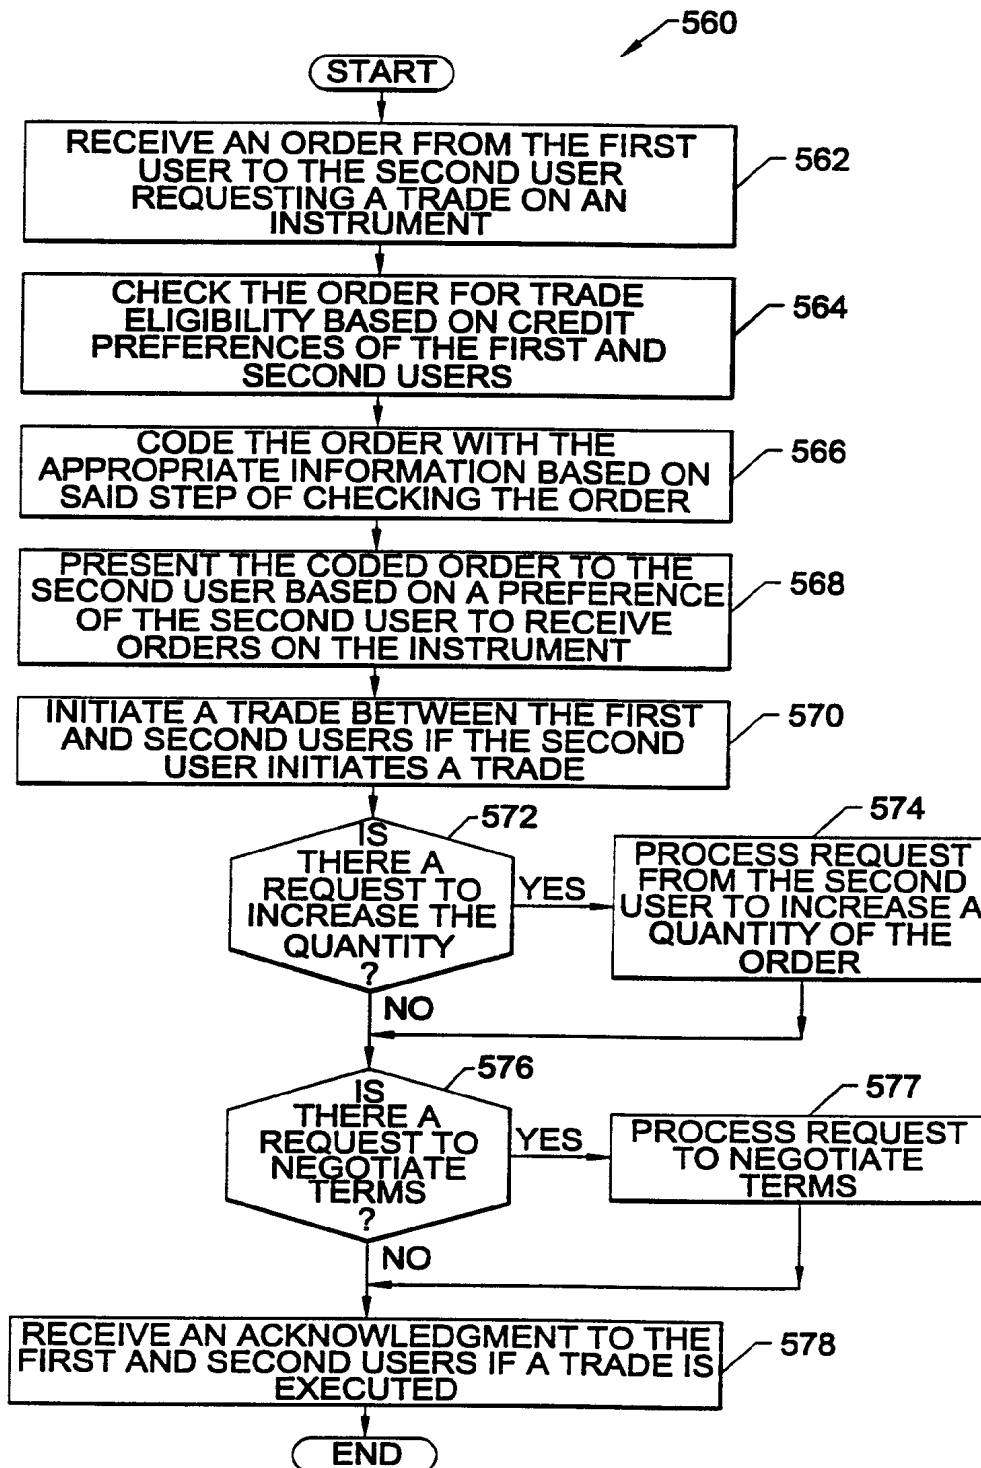 560
START
RECEIVE AN ORDER FROM THE FIRST
USER TO THE SECOND USER
REQUESTING A TRADE ON AN
INSTRUMENT
562
CHECK THE ORDER FOR TRADE
ELIGIBILITY BASED ON CREDIT
PREFERENCES OF THE FIRST AND
SECOND USERS
564
CODE THE ORDER WITH THE
APPROPRIATE INFORMATION BASED ON
SAID STEP OF CHECKING THE ORDER
566
PRESENT THE CODED ORDER TO THE
SECOND USER BASED ON A PREFERENCE
OF THE SECOND USER TO RECEIVE
ORDERS ON THE INSTRUMENT
568
INITIATE A TRADE BETWEEN THE FIRST
AND SECOND USERS IF THE SECOND
USER INITIATES A TRADE
570
IS
THERE A
REQUEST TO
INCREASE THE
QUANTITY
?
572
YES
PROCESS REQUEST
FROM THE SECOND
USER TO INCREASE A
QUANTITY OF THE
ORDER
574
NO
IS
THERE A
REQUEST TO
NEGOTIATE
TERMS
?
576
YES
PROCESS REQUEST
TO NEGOTIATE
TERMS
577
NO
RECEIVE AN ACKNOWLEDGMENT TO THE
FIRST AND SECOND USERS IF A TRADE IS
EXECUTED
578
END